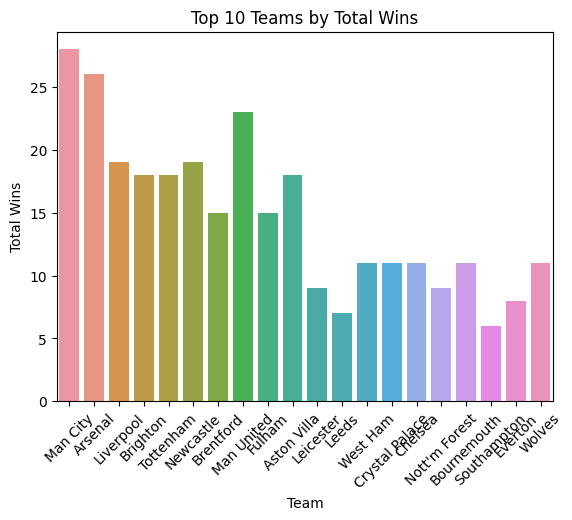 Top 10 Teams by Total Wins
Total Wins
25
20
15
10
5
0
Man City
Arsenal
Liverpool
Brighton
Tottenham
Newcastle
Brentford
Man United
Fulham
Aston Villa
Leicester
Leeds
West Ham
Crystal Palace
Chelsea
Nott'm Forest
Bournemouth
Southampton
Everton
Wolves
Team